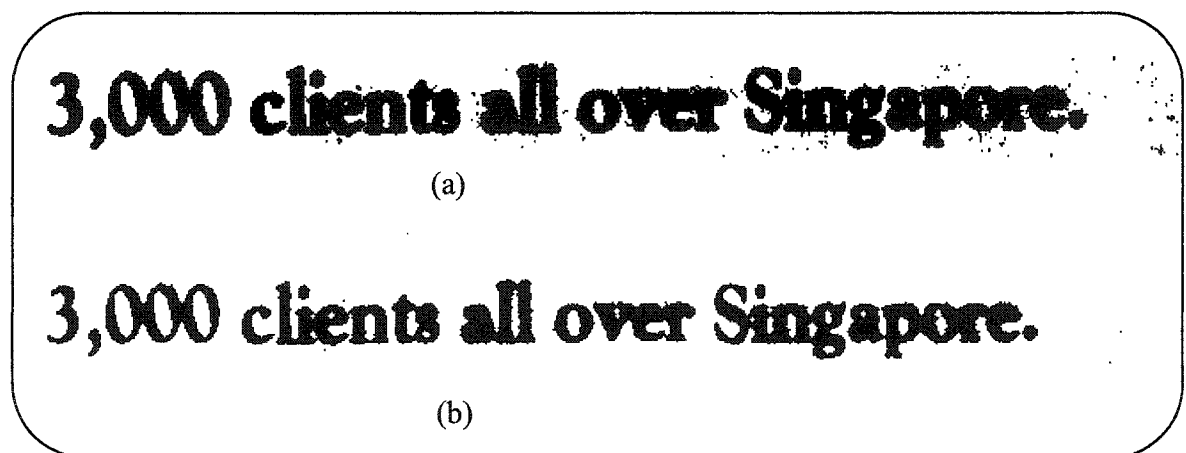 3,000 clients all over Singapore.
(a)
3,000 clients all over Singapore.
(b)